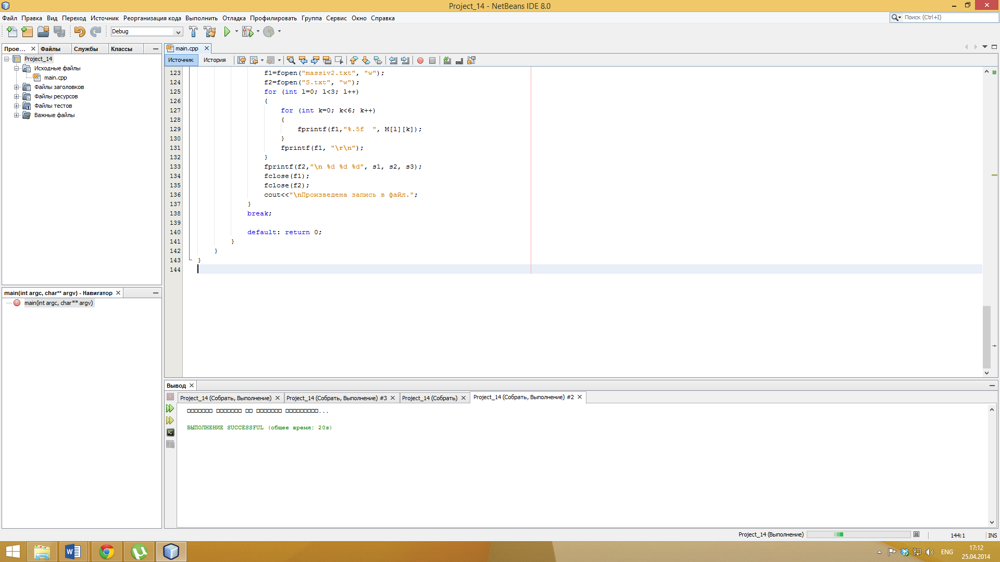 Project_14 - NetBeans IDE 8.0
Файл Правка Вид Переход Источник Реорганизация кода Выполнить Отладка Профилировать Группа Сервис Окно Справка
Поиск (Ctrl+I)
Debug
Прое... Файлы Службы Классы
Project_14
Исходные файлы
main.cpp
Файлы заголовков
Файлы ресурсов
Файлы тестов
Важные файлы
main(int argc, char** argv) - Навигатор
main(int argc, char** argv)
main.cpp
Источник История
123 f1=fopen("massiv2.txt", "w");
124 f2=fopen("S.txt", "w");
125 for (int l=0; l<3; l++)
126 {
127 for (int k=0; k<6; k++)
128 {
129 fprintf(f1,"%.5f  ", M[l][k]);
130 }
131 fprintf(f1, "\r\n");
132 }
133 fprintf(f2,"\n %d %d %d", s1, s2, s3);
134 fclose(f1);
135 fclose(f2);
136 cout<<"\nПроизведена запись в файл.";
137 }
138 break;
139
140 default: return 0;
141 }
142 }
143 }
144
Вывод
Project_14 (Собрать, Выполнение) Project_14 (Собрать, Выполнение) #3 Project_14 (Собрать) Project_14 (Собрать, Выполнение) #2
□□□□□□□ □□□□□□□ □□ □□□□□□□ □□□□□□□□□...
ВЫПОЛНЕНИЕ SUCCESSFUL (общее время: 20s)
Project_14 (Выполнение) 144:1 INS
ENG 17:12
25.04.2014